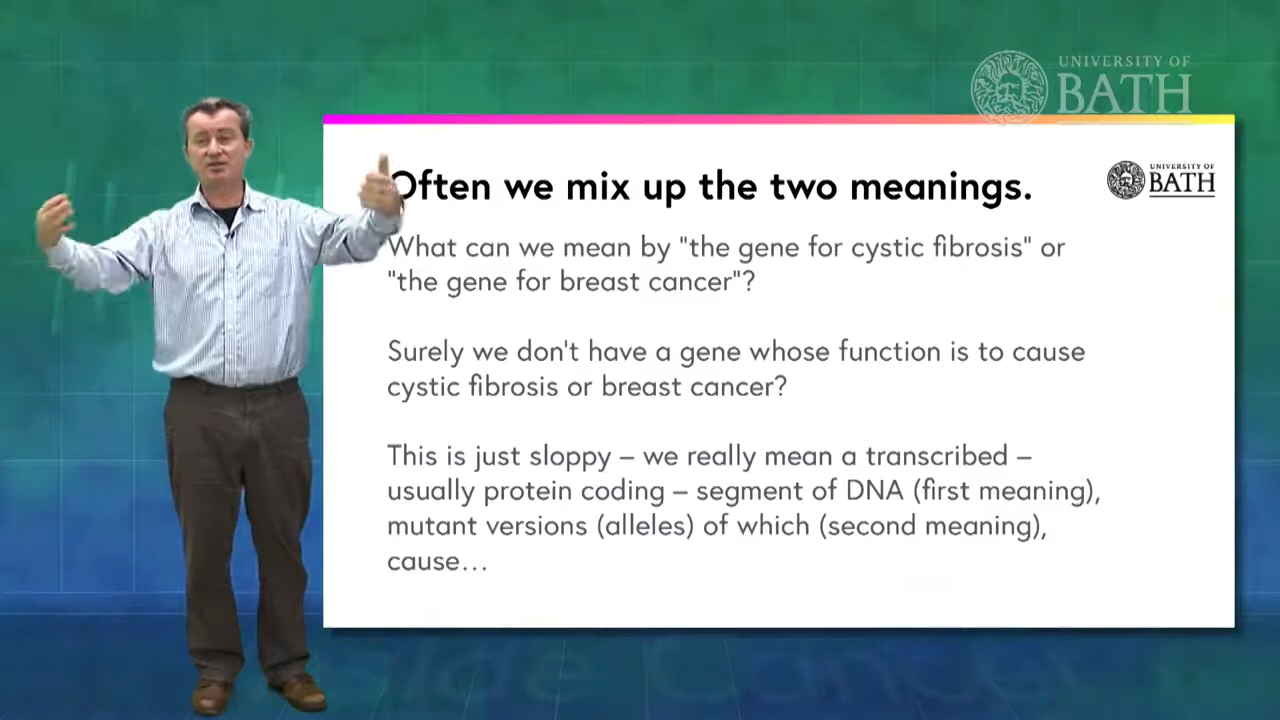 UNIVERSITY OF
BATH
Often we mix up the two meanings.
UNIVERSITY OF
BATH
What can we mean by "the gene for cystic fibrosis" or
"the gene for breast cancer"?
Surely we don't have a gene whose function is to cause
cystic fibrosis or breast cancer?
This is just sloppy – we really mean a transcribed –
usually protein coding – segment of DNA (first meaning),
mutant versions (alleles) of which (second meaning),
cause…
Inside Cancer